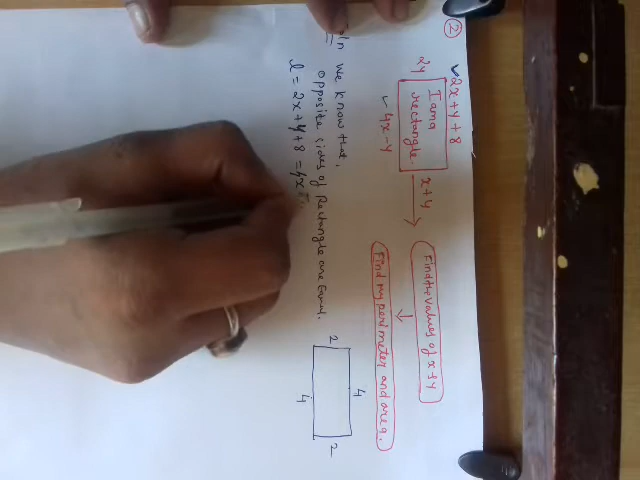 ②
2x+y+8
2y
I am a
rectangle.
x+y
4x-y
Find the values of x & y
Find my perimeter and area.
Soln We know that,
opposite sides of Rectangle are Equal.
l = 2x+y+8 = 4x-
2
4
4
2